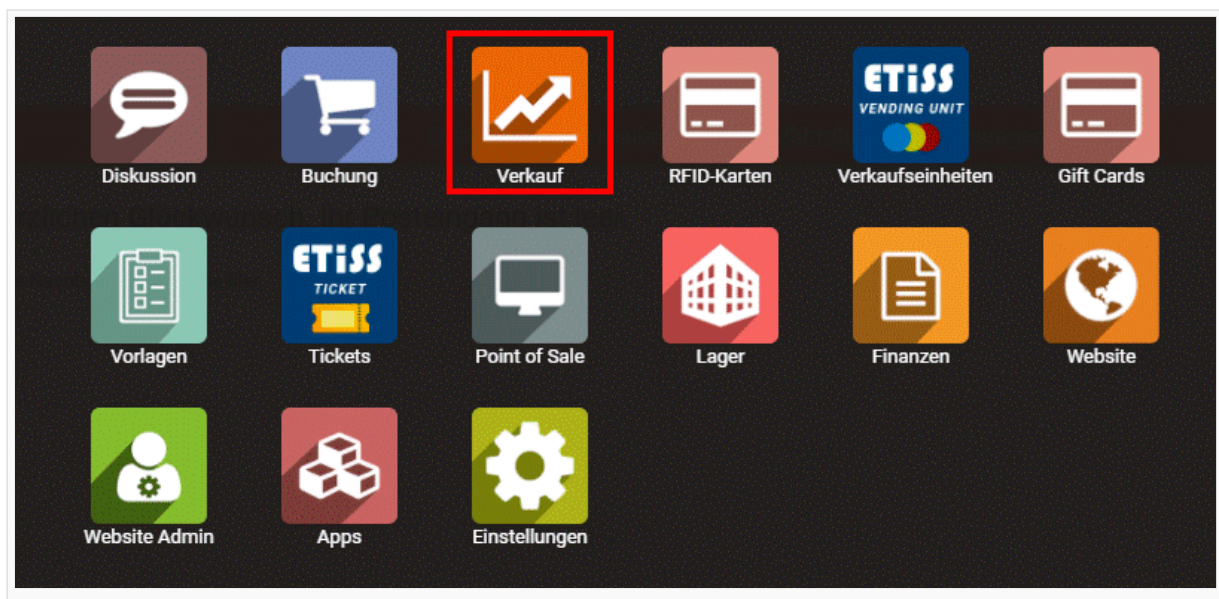 Diskussion
Buchung
Verkauf
RFID-Karten
ETiSS
VENDING UNIT
Verkaufseinheiten
Gift Cards
Vorlagen
ETiSS
TICKET
Tickets
Point of Sale
Lager
Finanzen
Website
Website Admin
Apps
Einstellungen